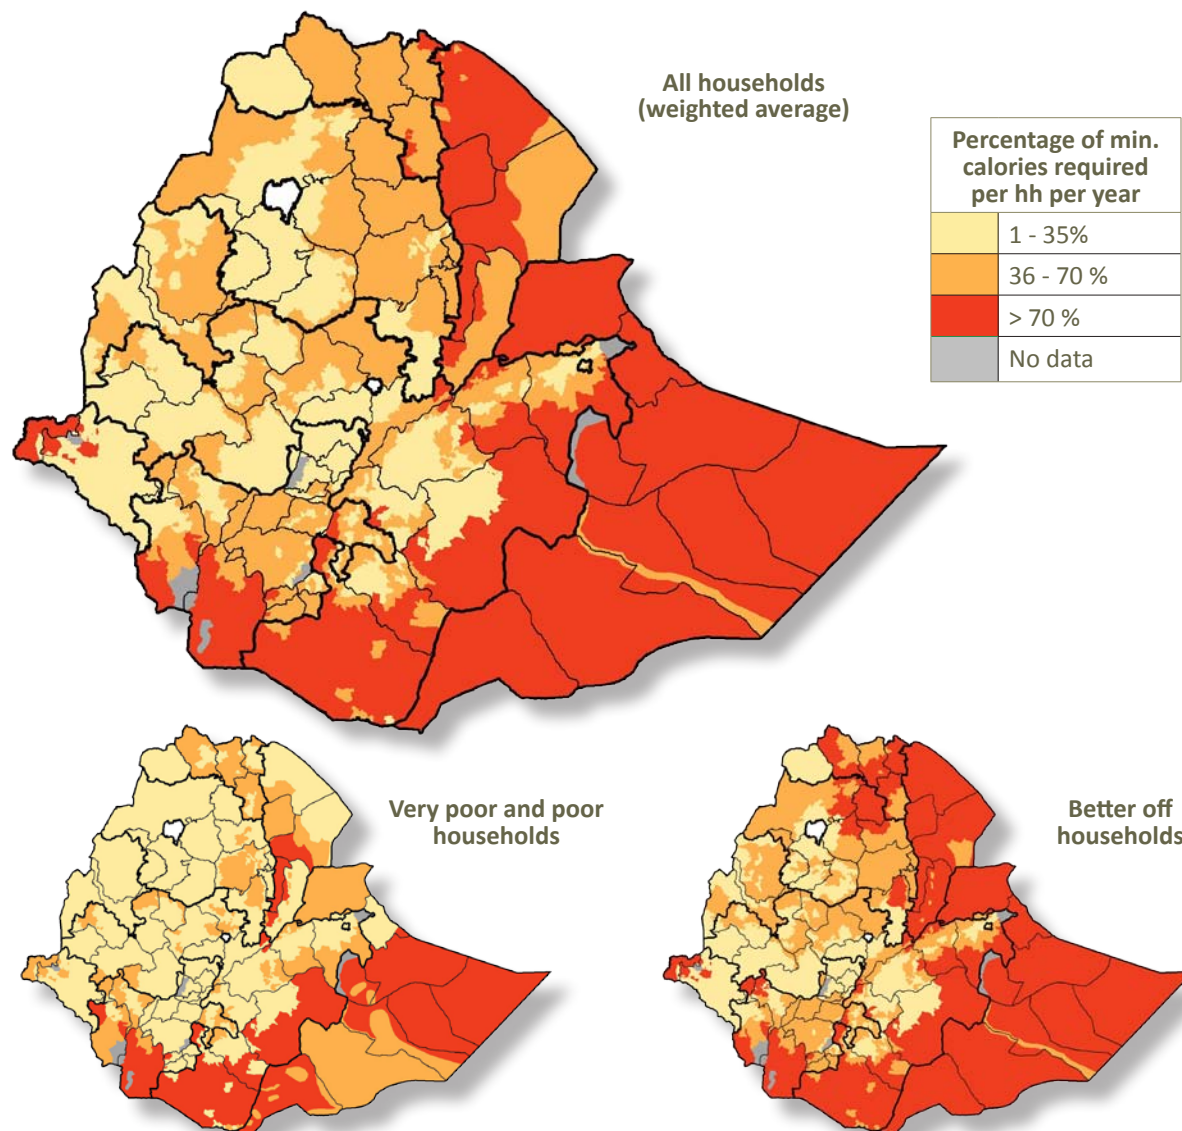 All households
(weighted average)
Percentage of min.
calories required
per hh per year
1 - 35%
36 - 70 %
> 70 %
No data
Very poor and poor
households
Better off
households